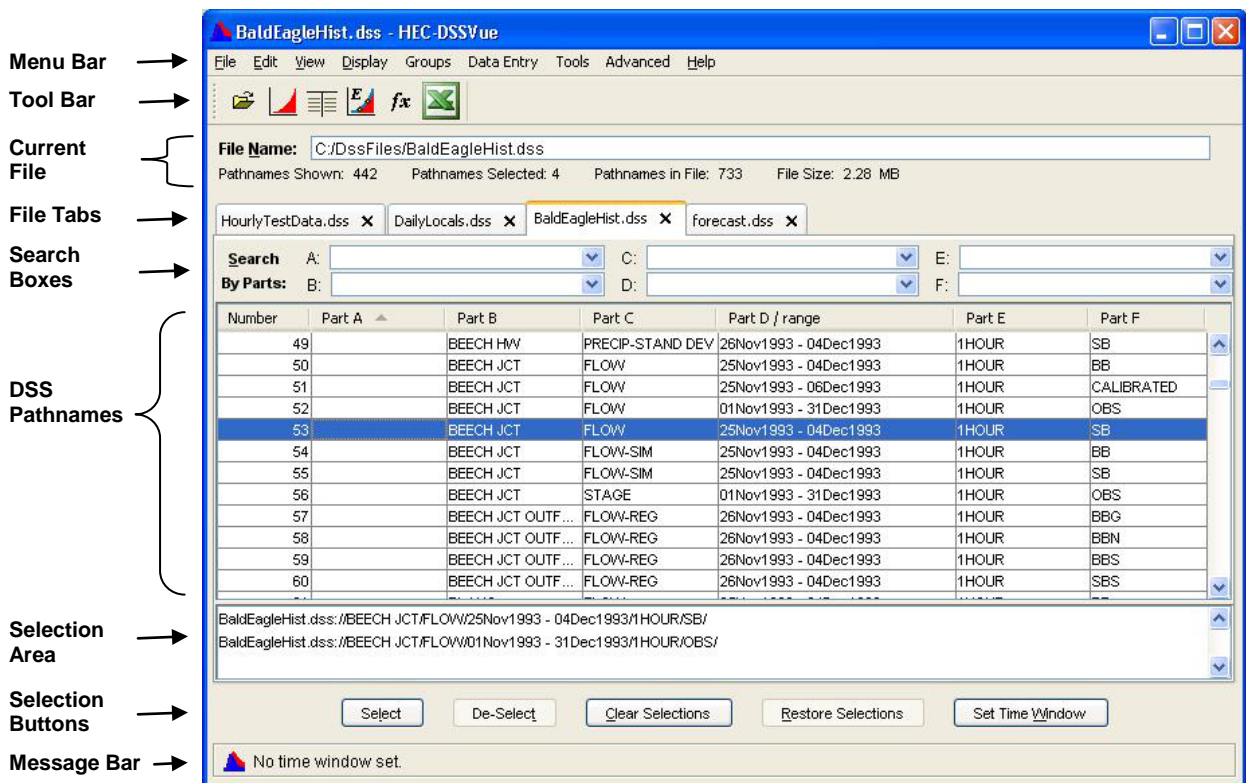 BaldEagleHist.dss - HEC-DSSVue
Menu Bar
File Edit View Display Groups Data Entry Tools Advanced Help
Tool Bar
E fx
Current
File
File Name: C:/DssFiles/BaldEagleHist.dss
Pathnames Shown: 442 Pathnames Selected: 4 Pathnames in File: 733 File Size: 2.28 MB
File Tabs
HourlyTestData.dss X DailyLocals.dss X BaldEagleHist.dss X forecast.dss X
Search
Boxes
Search A: C: E:
By Parts: B: D: F:
Number Part A Part B Part C Part D / range Part E Part F
DSS
Pathnames
49 BEECH HW PRECIP-STAND DEV 26Nov1993 - 04Dec1993 1HOUR SB
50 BEECH JCT FLOW 25Nov1993 - 04Dec1993 1HOUR BB
51 BEECH JCT FLOW 25Nov1993 - 06Dec1993 1HOUR CALIBRATED
52 BEECH JCT FLOW 01Nov1993 - 31Dec1993 1HOUR OBS
53 BEECH JCT FLOW 25Nov1993 - 04Dec1993 1HOUR SB
54 BEECH JCT FLOW-SIM 25Nov1993 - 04Dec1993 1HOUR BB
55 BEECH JCT FLOW-SIM 25Nov1993 - 04Dec1993 1HOUR SB
56 BEECH JCT STAGE 01Nov1993 - 31Dec1993 1HOUR OBS
57 BEECH JCT OUTF... FLOW-REG 26Nov1993 - 04Dec1993 1HOUR BBG
58 BEECH JCT OUTF... FLOW-REG 26Nov1993 - 04Dec1993 1HOUR BBN
59 BEECH JCT OUTF... FLOW-REG 26Nov1993 - 04Dec1993 1HOUR BBS
60 BEECH JCT OUTF... FLOW-REG 26Nov1993 - 04Dec1993 1HOUR SBS
Selection
Area
BaldEagleHist.dss://BEECH JCT/FLOW/25Nov1993 - 04Dec1993/1HOUR/SB/
BaldEagleHist.dss://BEECH JCT/FLOW/01Nov1993 - 31Dec1993/1HOUR/OBS/
Selection
Buttons
Select De-Select Clear Selections Restore Selections Set Time Window
Message Bar
No time window set.